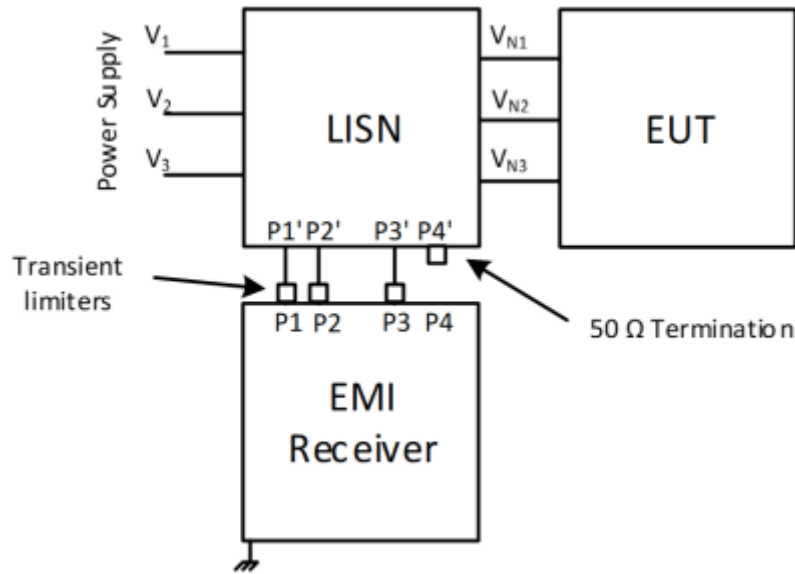 Power Supply
V1
V2
V3
LISN
VN1
VN2
VN3
EUT
P1' P2' P3' P4'
Transient
limiters
50 Ω Termination
P1 P2 P3 P4
EMI
Receiver